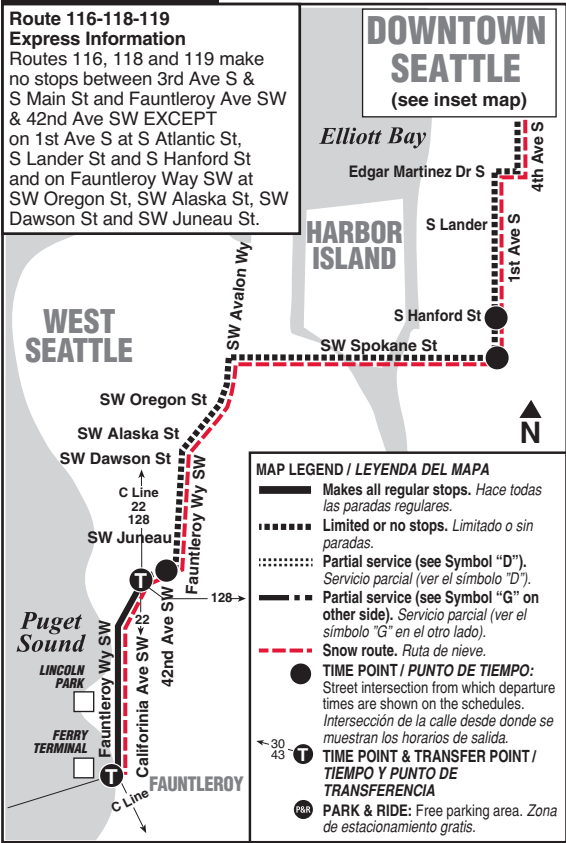 Route 116-118-119
Express Information
Routes 116, 118 and 119 make
no stops between 3rd Ave S &
S Main St and Fauntleroy Ave SW
& 42nd Ave SW EXCEPT
on 1st Ave S at S Atlantic St,
S Lander St and S Hanford St
and on Fauntleroy Way SW at
SW Oregon St, SW Alaska St, SW
Dawson St and SW Juneau St.
DOWNTOWN
SEATTLE
(see inset map)
Elliott Bay
4th Ave S
Edgar Martinez Dr S
S Lander
1st Ave S
HARBOR
ISLAND
SW Avalon Wy
S Hanford St
WEST
SEATTLE
SW Spokane St
SW Oregon St
N
SW Alaska St
SW Dawson St
Fauntleroy Wy SW
C Line
22
128
SW Juneau
T
128
22
42nd Ave SW
Puget
Sound
Fauntleroy Wy SW
Califorinia Ave SW
LINCOLN
PARK
FERRY
TERMINAL
T
FAUNTLEROY
C Line
MAP LEGEND / LEYENDA DEL MAPA
Makes all regular stops. Hace todas
las paradas regulares.
Limited or no stops. Limitado o sin
paradas.
Partial service (see Symbol “D”).
Servicio parcial (ver el símbolo "D").
Partial service (see Symbol “G” on
other side). Servicio parcial (ver el
símbolo "G" en el otro lado).
Snow route. Ruta de nieve.
TIME POINT / PUNTO DE TIEMPO:
Street intersection from which departure
times are shown on the schedules.
Intersección de la calle desde donde se
muestran los horarios de salida.
30
43
T
TIME POINT & TRANSFER POINT /
TIEMPO Y PUNTO DE
TRANSFERENCIA
P&R
PARK & RIDE: Free parking area. Zona
de estacionamiento gratis.